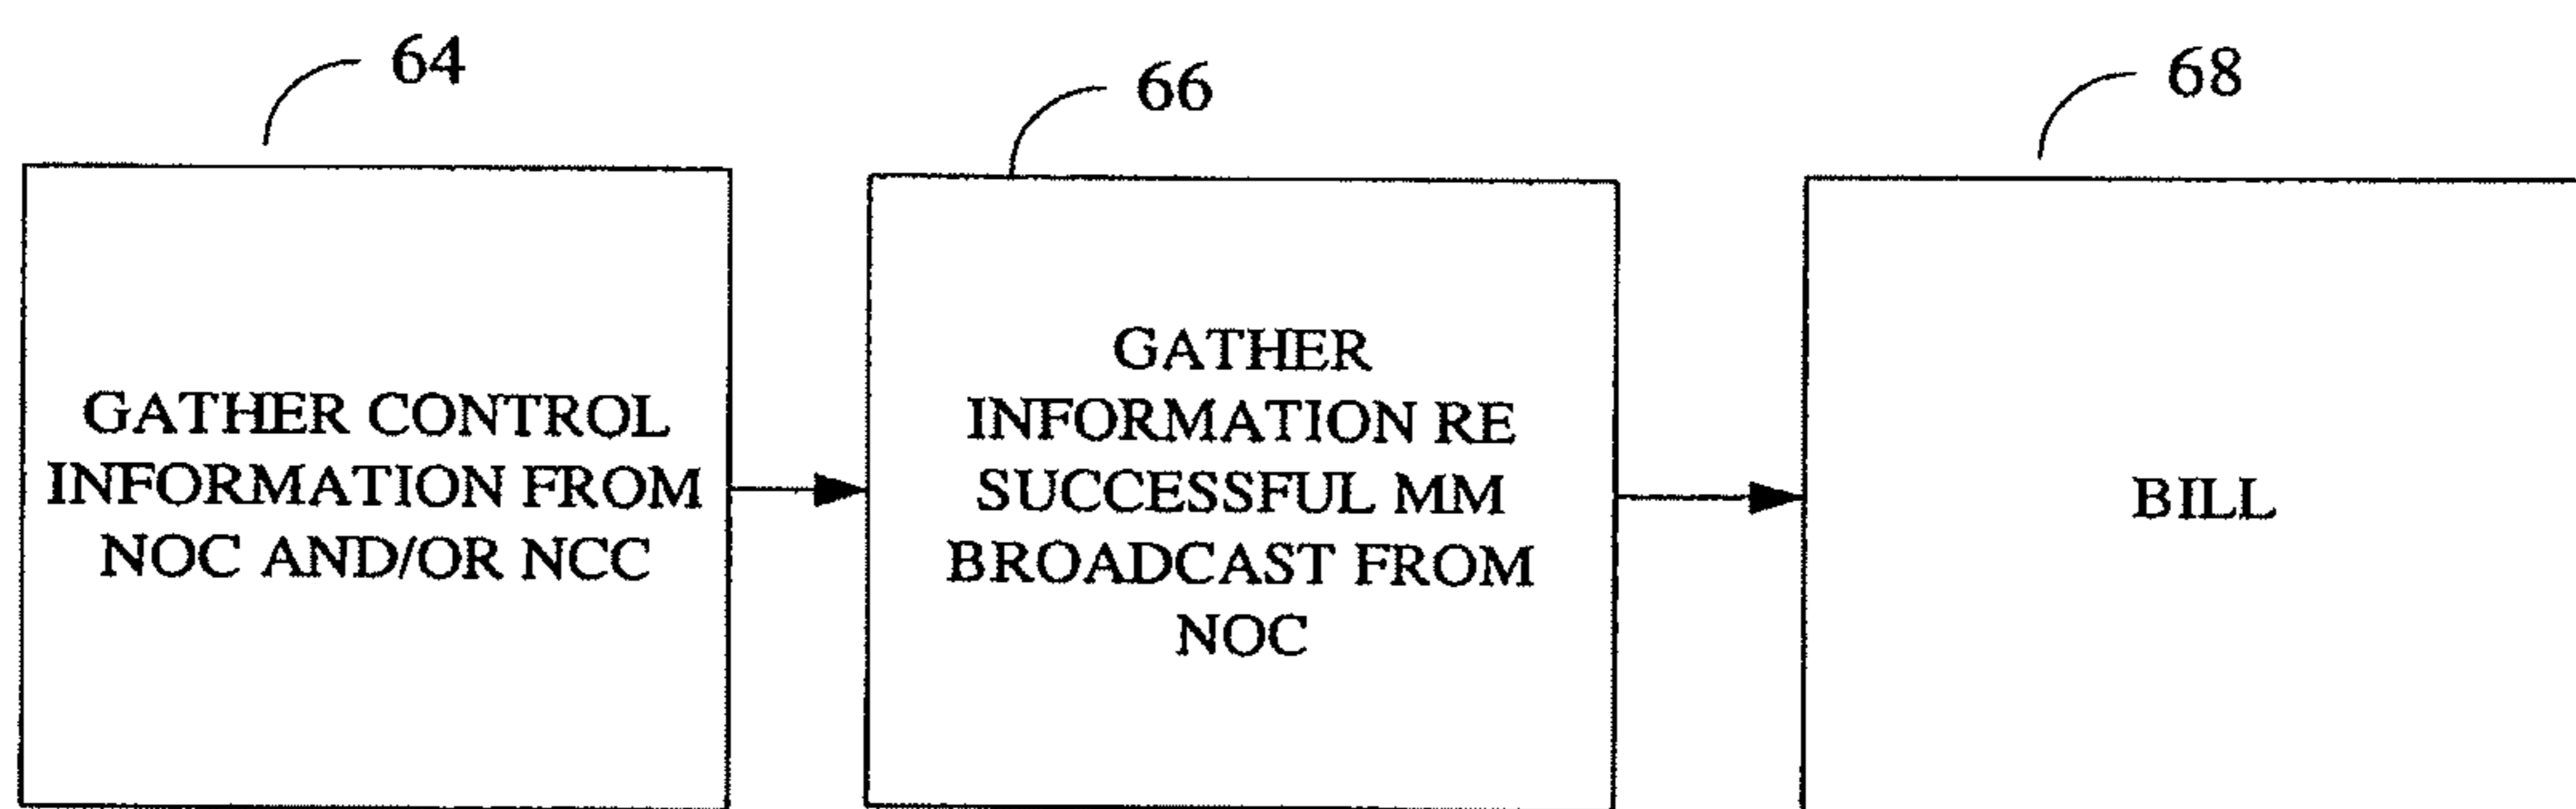 64
66
68
GATHER CONTROL
INFORMATION FROM
NOC AND/OR NCC
GATHER
INFORMATION RE
SUCCESSFUL MM
BROADCAST FROM
NOC
BILL